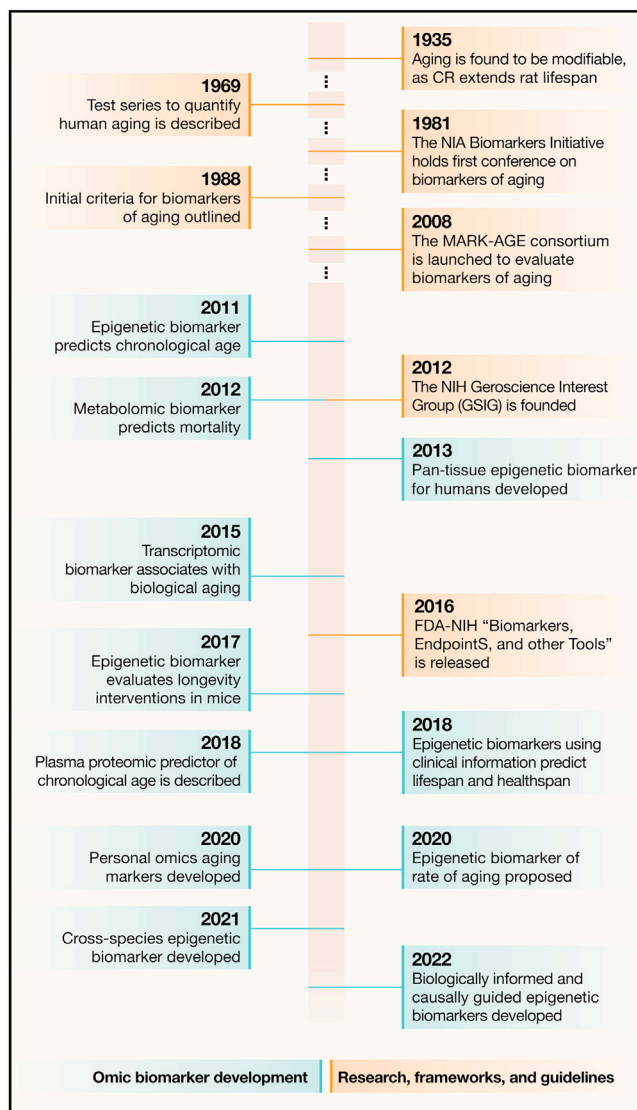 1935
Aging is found to be modifiable,
as CR extends rat lifespan
1969
Test series to quantify
human aging is described
1981
The NIA Biomarkers Initiative
holds first conference on
biomarkers of aging
1988
Initial criteria for biomarkers
of aging outlined
2008
The MARK-AGE consortium
is launched to evaluate
biomarkers of aging
2011
Epigenetic biomarker
predicts chronological age
2012
Metabolomic biomarker
predicts mortality
2012
The NIH Geroscience Interest
Group (GSIG) is founded
2013
Pan-tissue epigenetic biomarker
for humans developed
2015
Transcriptomic
biomarker associates with
biological aging
2016
FDA-NIH “Biomarkers,
EndpointS, and other Tools”
is released
2017
Epigenetic biomarker
evaluates longevity
interventions in mice
2018
Plasma proteomic predictor of
chronological age is described
2018
Epigenetic biomarkers using
clinical information predict
lifespan and healthspan
2020
Personal omics aging
markers developed
2020
Epigenetic biomarker of
rate of aging proposed
2021
Cross-species epigenetic
biomarker developed
2022
Biologically informed and
causally guided epigenetic
biomarkers developed
Omic biomarker development
Research, frameworks, and guidelines